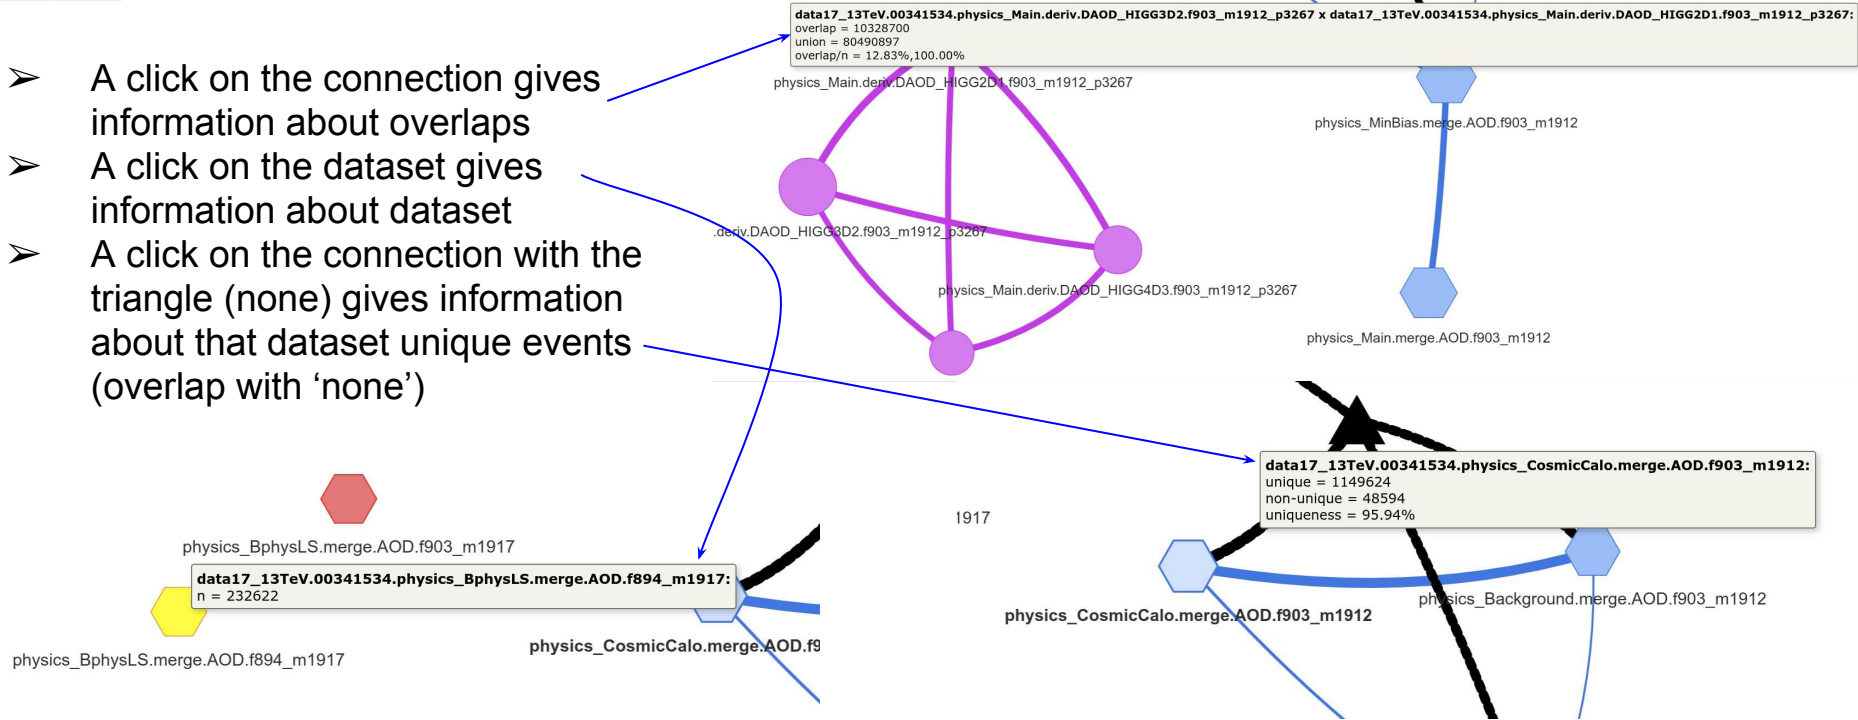 ➢ A click on the connection gives
information about overlaps
➢ A click on the dataset gives
information about dataset
➢ A click on the connection with the
triangle (none) gives information
about that dataset unique events
(overlap with ‘none’)
data17_13TeV.00341534.physics_Main.deriv.DAOD_HIGG3D2.f903_m1912_p3267 x data17_13TeV.00341534.physics_Main.deriv.DAOD_HIGG2D1.f903_m1912_p3267:
overlap = 10328700
union = 80490897
overlap/n = 12.83%,100.00%
physics_Main.deriv.DAOD_HIGG2D1.f903_m1912_p3267
physics_MinBias.merge.AOD.f903_m1912
.deriv.DAOD_HIGG3D2.f903_m1912_p3267
physics_Main.deriv.DAOD_HIGG4D3.f903_m1912_p3267
physics_Main.merge.AOD.f903_m1912
physics_BphysLS.merge.AOD.f903_m1917
data17_13TeV.00341534.physics_BphysLS.merge.AOD.f894_m1917:
n = 232622
physics_CosmicCalo.merge.AOD.f9
physics_BphysLS.merge.AOD.f894_m1917
data17_13TeV.00341534.physics_CosmicCalo.merge.AOD.f903_m1912:
unique = 1149624
non-unique = 48594
uniqueness = 95.94%
1917
physics_Background.merge.AOD.f903_m1912
physics_CosmicCalo.merge.AOD.f903_m1912